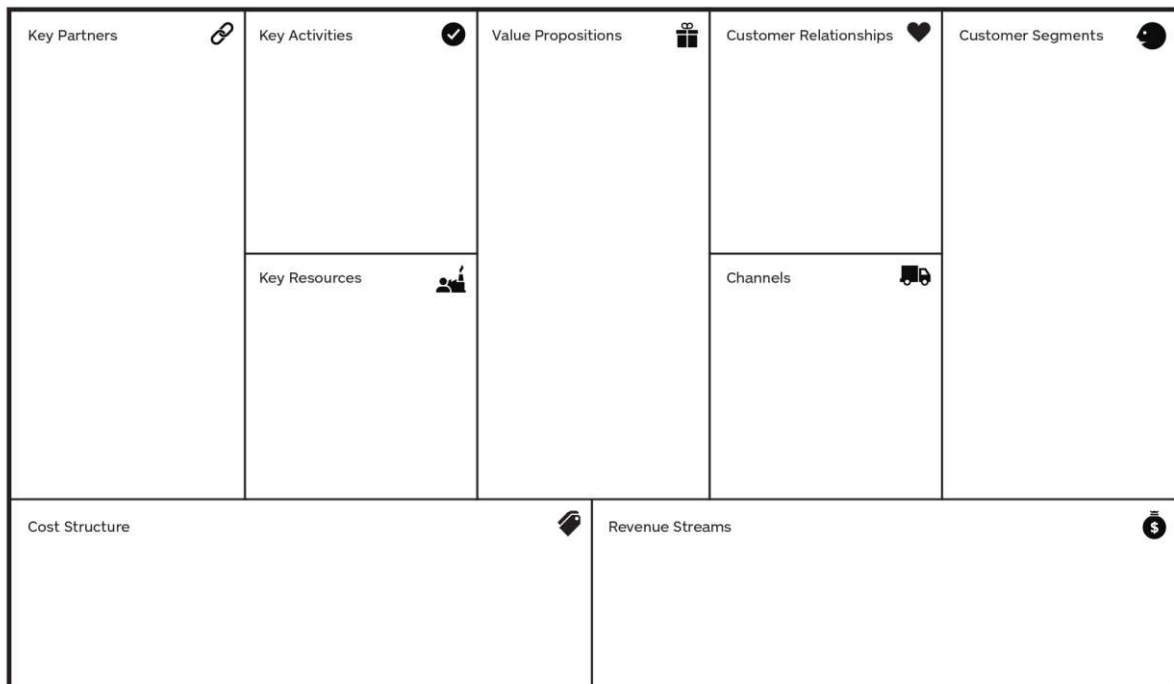 Key Partners
Key Activities
Value Propositions
Customer Relationships
Customer Segments
Key Resources
Channels
Cost Structure
Revenue Streams
$